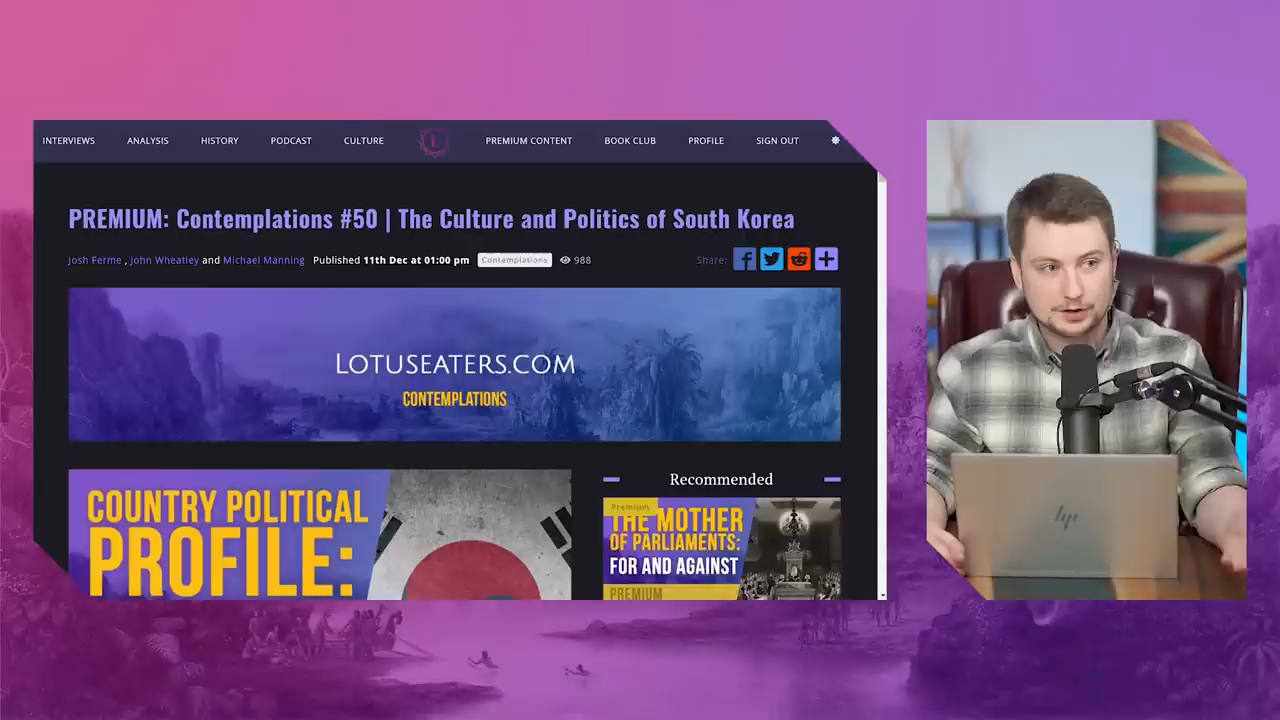 INTERVIEWS ANALYSIS HISTORY PODCAST CULTURE L PREMIUM CONTENT BOOK CLUB PROFILE SIGN OUT
PREMIUM: Contemplations #50 | The Culture and Politics of South Korea
Josh Ferme , John Wheatley and Michael Manning Published 11th Dec at 01:00 pm Contemplations 988 Share:
LOTUSEATERS.COM
CONTEMPLATIONS
COUNTRY POLITICAL
PROFILE:
Recommended
Premium
THE MOTHER
OF PARLIAMENTS:
FOR AND AGAINST
PREMIUM
hp